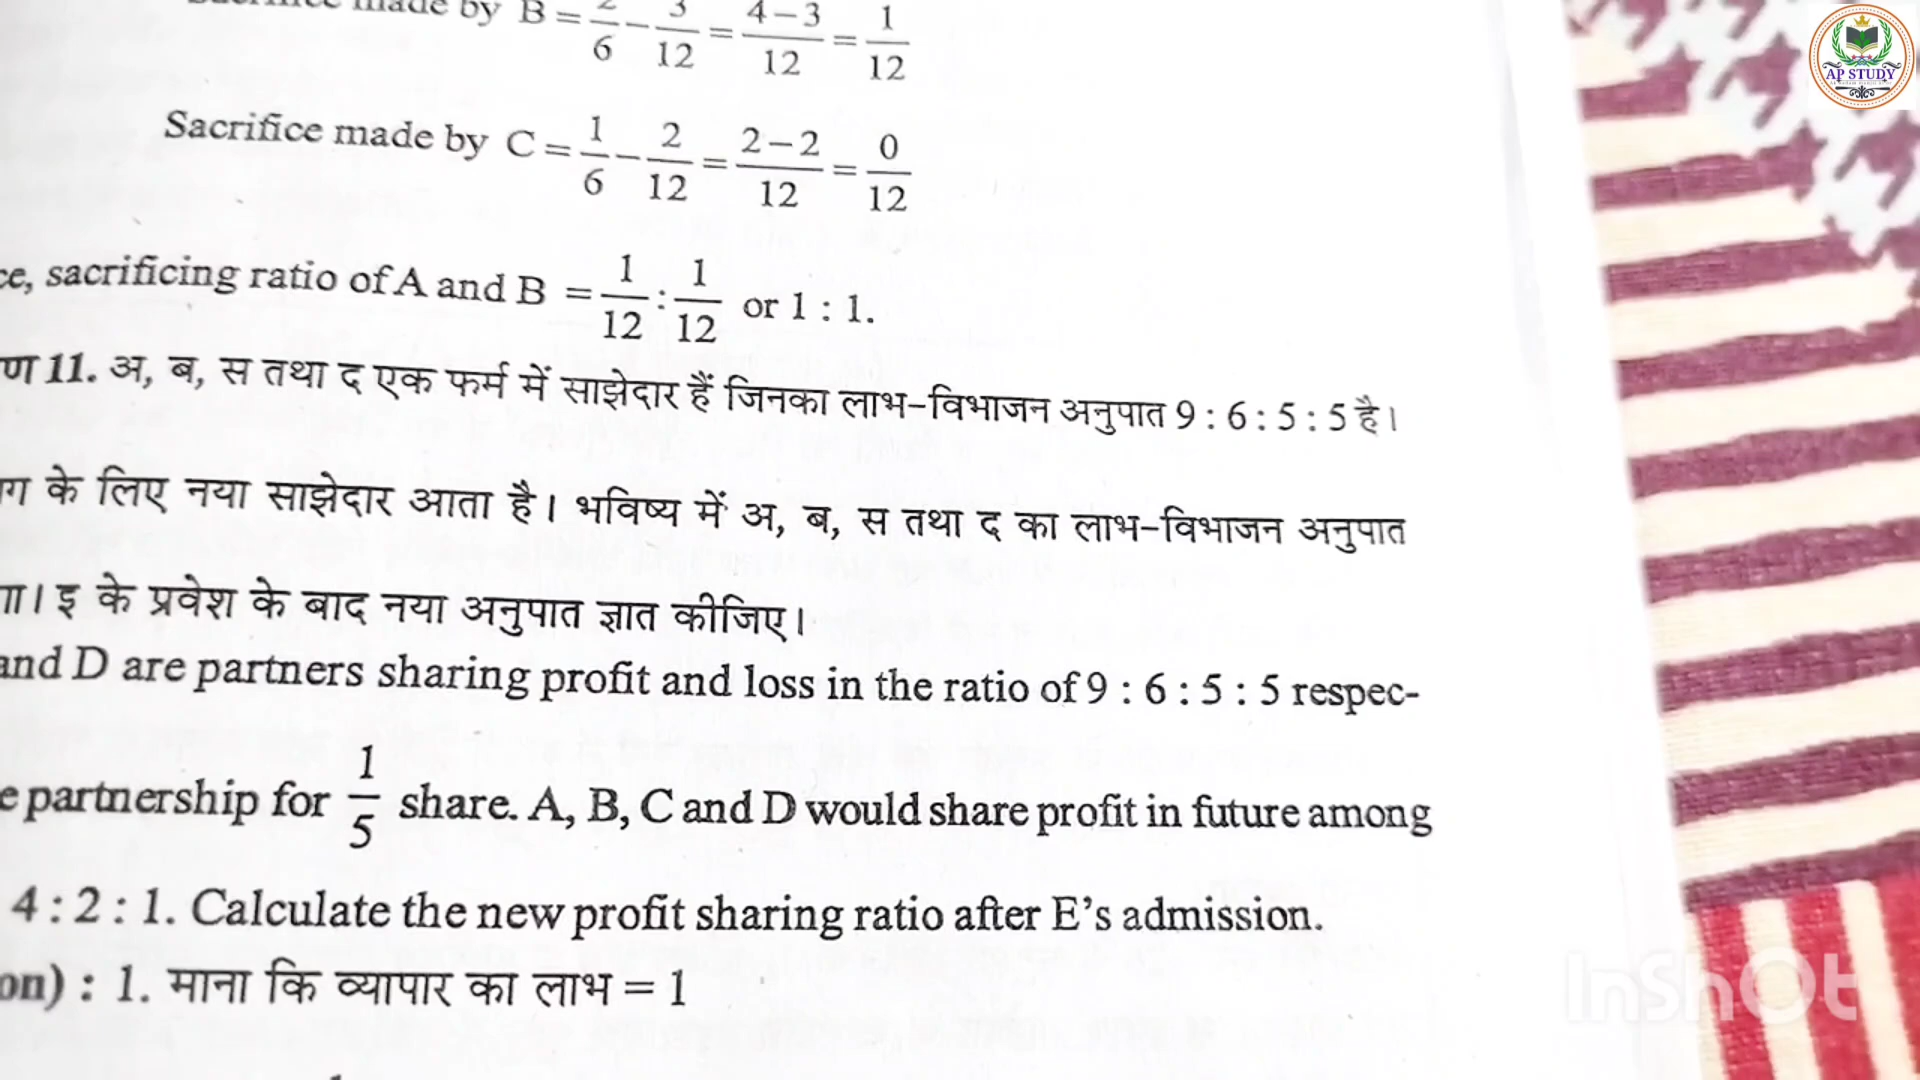 made by B = 2/6 − 3/12 = 4−3/12 = 1/12
Sacrifice made by C = 1/6 − 2/12 = 2−2/12 = 0/12
ce, sacrificing ratio of A and B = 1/12 : 1/12 or 1 : 1.
ण 11. अ, ब, स तथा द एक फर्म में साझेदार हैं जिनका लाभ-विभाजन अनुपात 9 : 6 : 5 : 5 है।
ाग के लिए नया साझेदार आता है। भविष्य में अ, ब, स तथा द का लाभ-विभाजन अनुपात
गा। इ के प्रवेश के बाद नया अनुपात ज्ञात कीजिए।
and D are partners sharing profit and loss in the ratio of 9 : 6 : 5 : 5 respec-
e partnership for 1/5 share. A, B, C and D would share profit in future among
4 : 2 : 1. Calculate the new profit sharing ratio after E's admission.
on) : 1. माना कि व्यापार का लाभ = 1
AP STUDY
InShOt